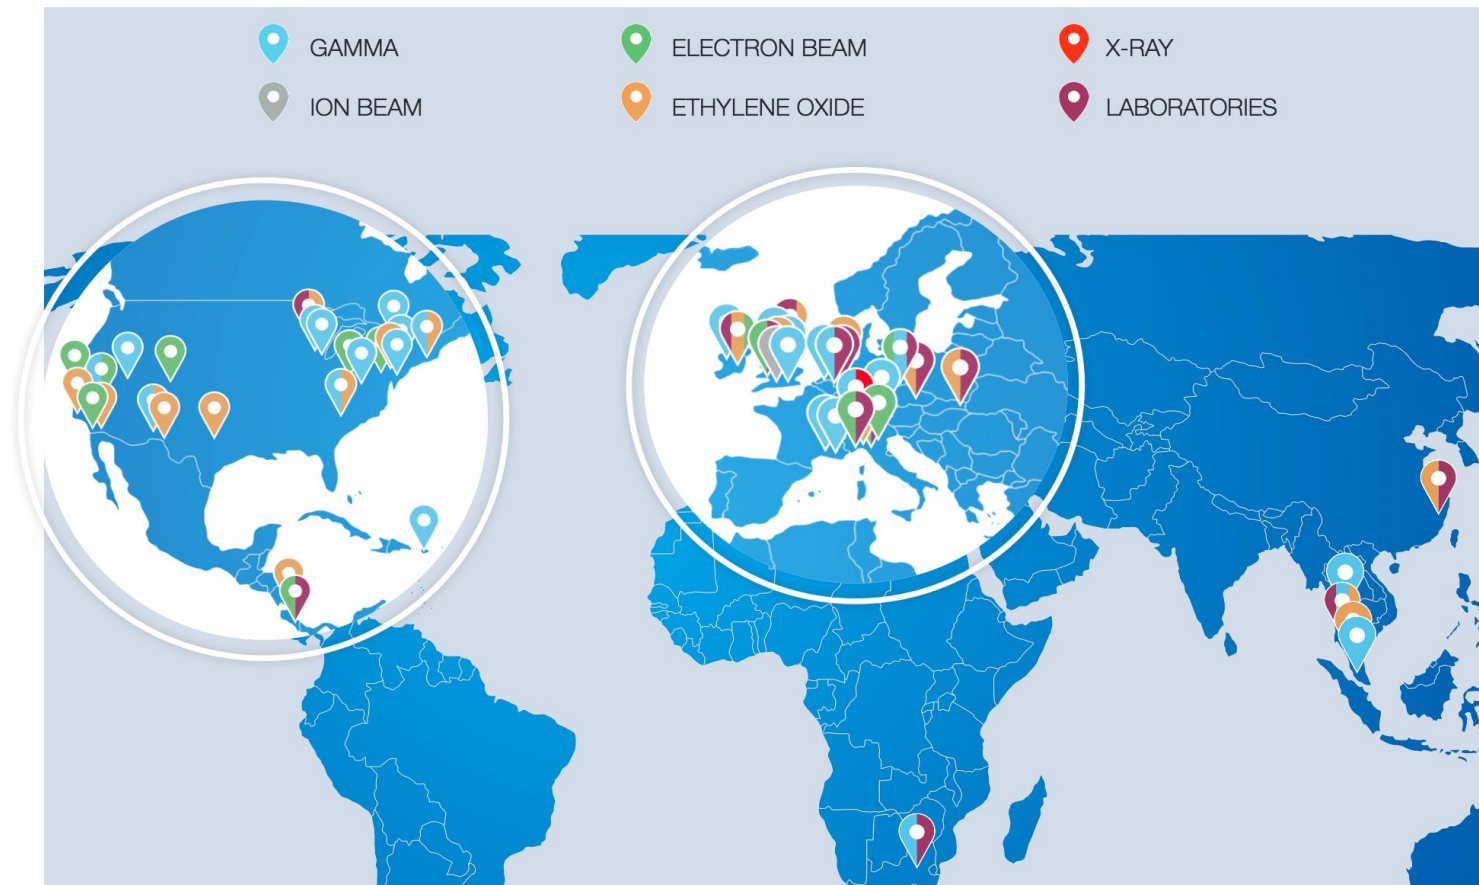 GAMMA
ELECTRON BEAM
X-RAY
ION BEAM
ETHYLENE OXIDE
LABORATORIES